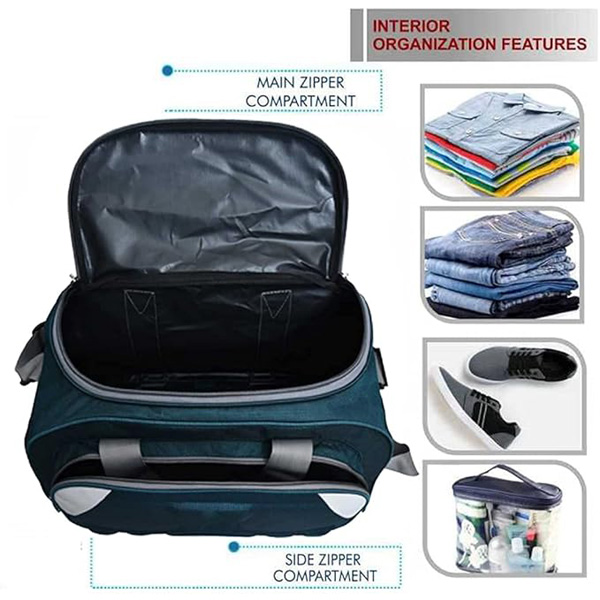 INTERIOR
ORGANIZATION FEATURES
MAIN ZIPPER
COMPARTMENT
SIDE ZIPPER
COMPARTMENT